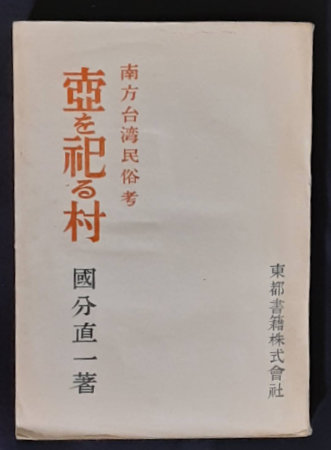 南方台湾民俗考
壺を祀る村
國分直一著
東都書籍株式會社